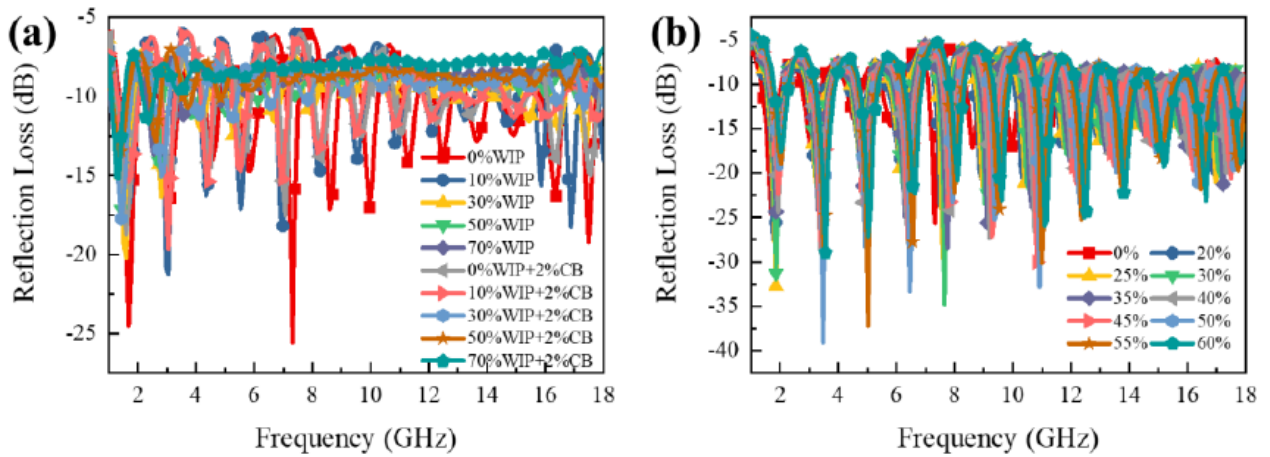 (a)
Reflection Loss (dB)
-5
-10
-15
-20
-25
0%WIP
10%WIP
30%WIP
50%WIP
70%WIP
0%WIP+2%CB
10%WIP+2%CB
30%WIP+2%CB
50%WIP+2%CB
70%WIP+2%CB
2 4 6 8 10 12 14 16 18
Frequency (GHz)
(b)
Reflection Loss (dB)
-5
-10
-15
-20
-25
-30
-35
-40
0% 20%
25% 30%
35% 40%
45% 50%
55% 60%
2 4 6 8 10 12 14 16 18
Frequency (GHz)